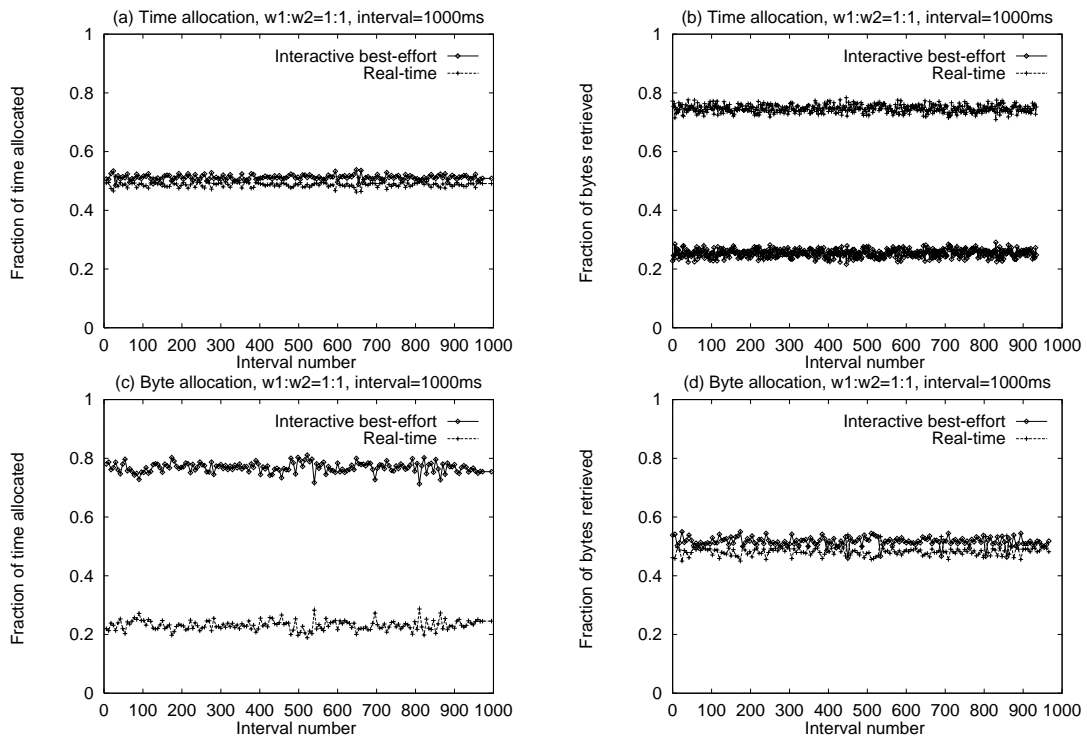 (a) Time allocation, w1:w2=1:1, interval=1000ms
1
Interactive best-effort
Real-time
0.8
0.6
0.4
0.2
0
Fraction of time allocated
0 100 200 300 400 500 600 700 800 900 1000
Interval number
(b) Time allocation, w1:w2=1:1, interval=1000ms
1
Interactive best-effort
Real-time
0.8
0.6
0.4
0.2
0
Fraction of bytes retrieved
0 100 200 300 400 500 600 700 800 900 1000
Interval number
(c) Byte allocation, w1:w2=1:1, interval=1000ms
1
Interactive best-effort
Real-time
0.8
0.6
0.4
0.2
0
Fraction of time allocated
0 100 200 300 400 500 600 700 800 900 1000
Interval number
(d) Byte allocation, w1:w2=1:1, interval=1000ms
1
Interactive best-effort
Real-time
0.8
0.6
0.4
0.2
0
Fraction of bytes retrieved
0 100 200 300 400 500 600 700 800 900 1000
Interval number